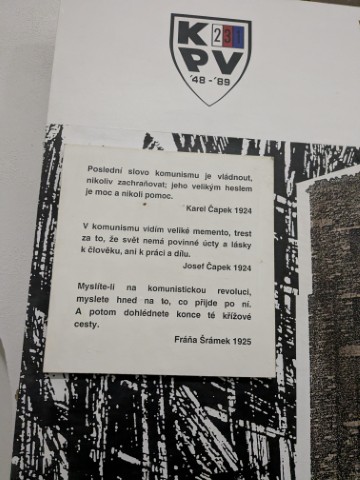 K 231
PV
'48 - '89
Poslední slovo komunismu je vládnout,
nikoliv zachraňovat; jeho velikým heslem
je moc a nikoli pomoc.
Karel Čapek 1924
V komunismu vidím veliké memento, trest
za to, že svět nemá povinné úcty a lásky
k člověku, ani k práci a dílu.
Josef Čapek 1924
Myslíte-li na komunistickou revoluci,
myslete hned na to, co přijde po ní.
A potom dohlédnete konce té křížové
cesty.
Fráňa Šrámek 1925